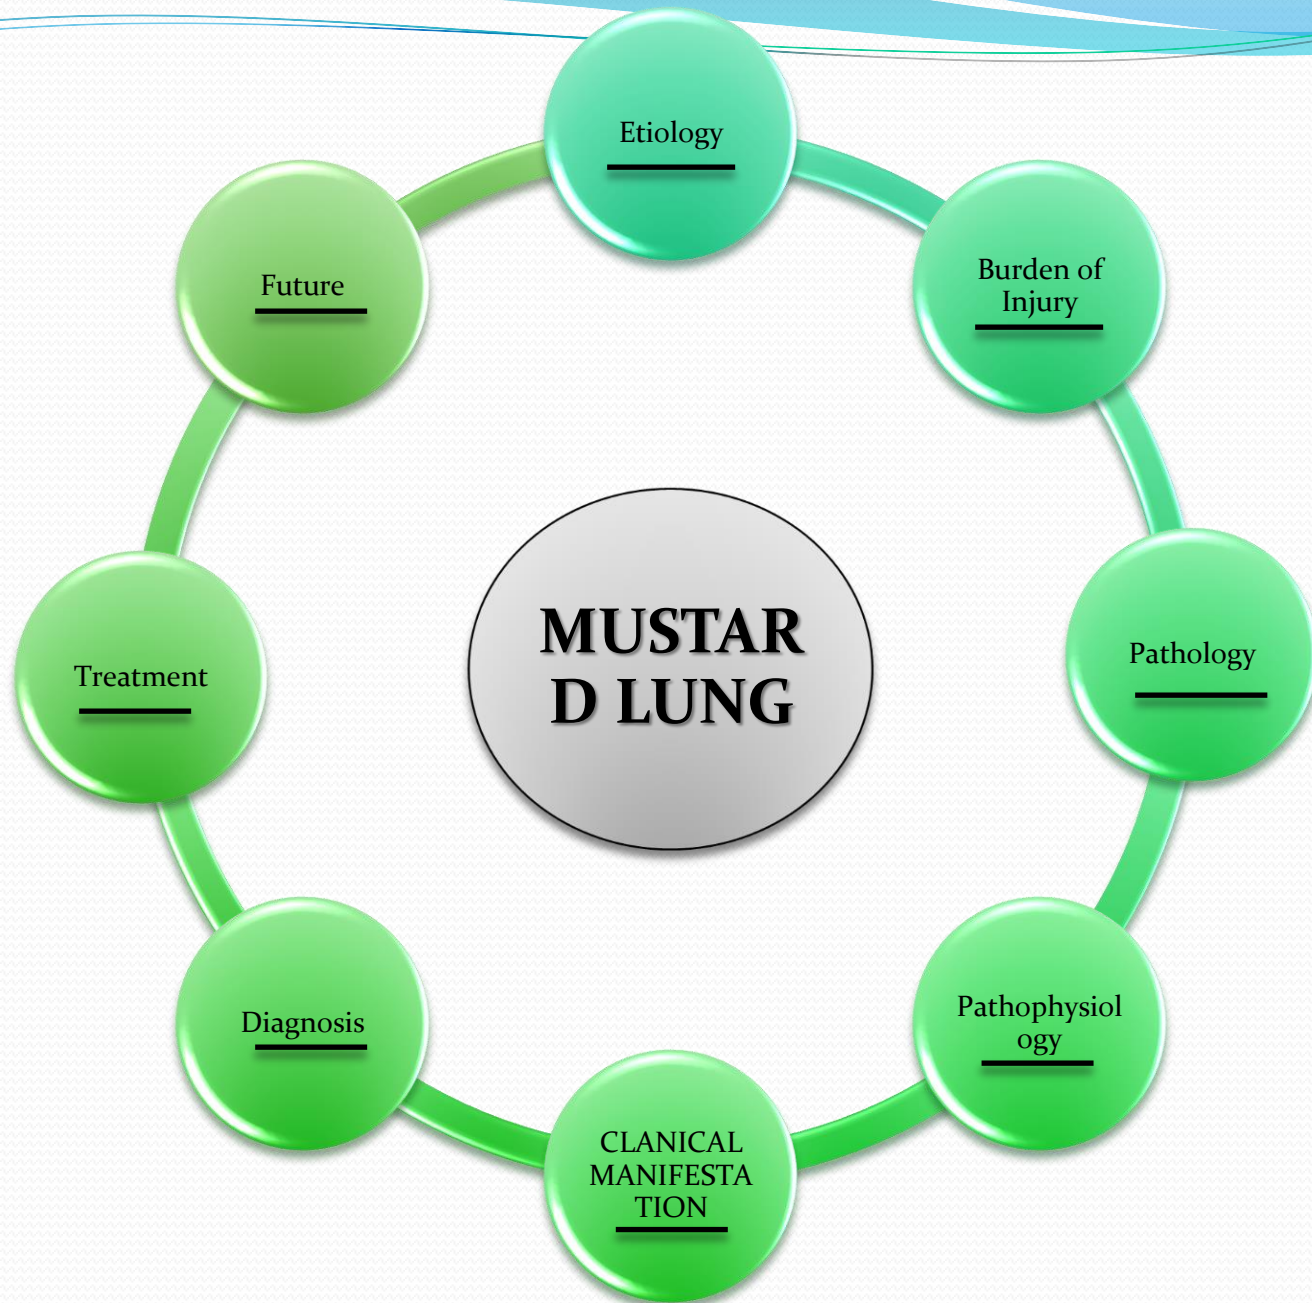 Etiology
Burden of
Injury
Pathology
Pathophysiol
ogy
CLANICAL
MANIFESTA
TION
Diagnosis
Treatment
Future
MUSTAR
D LUNG